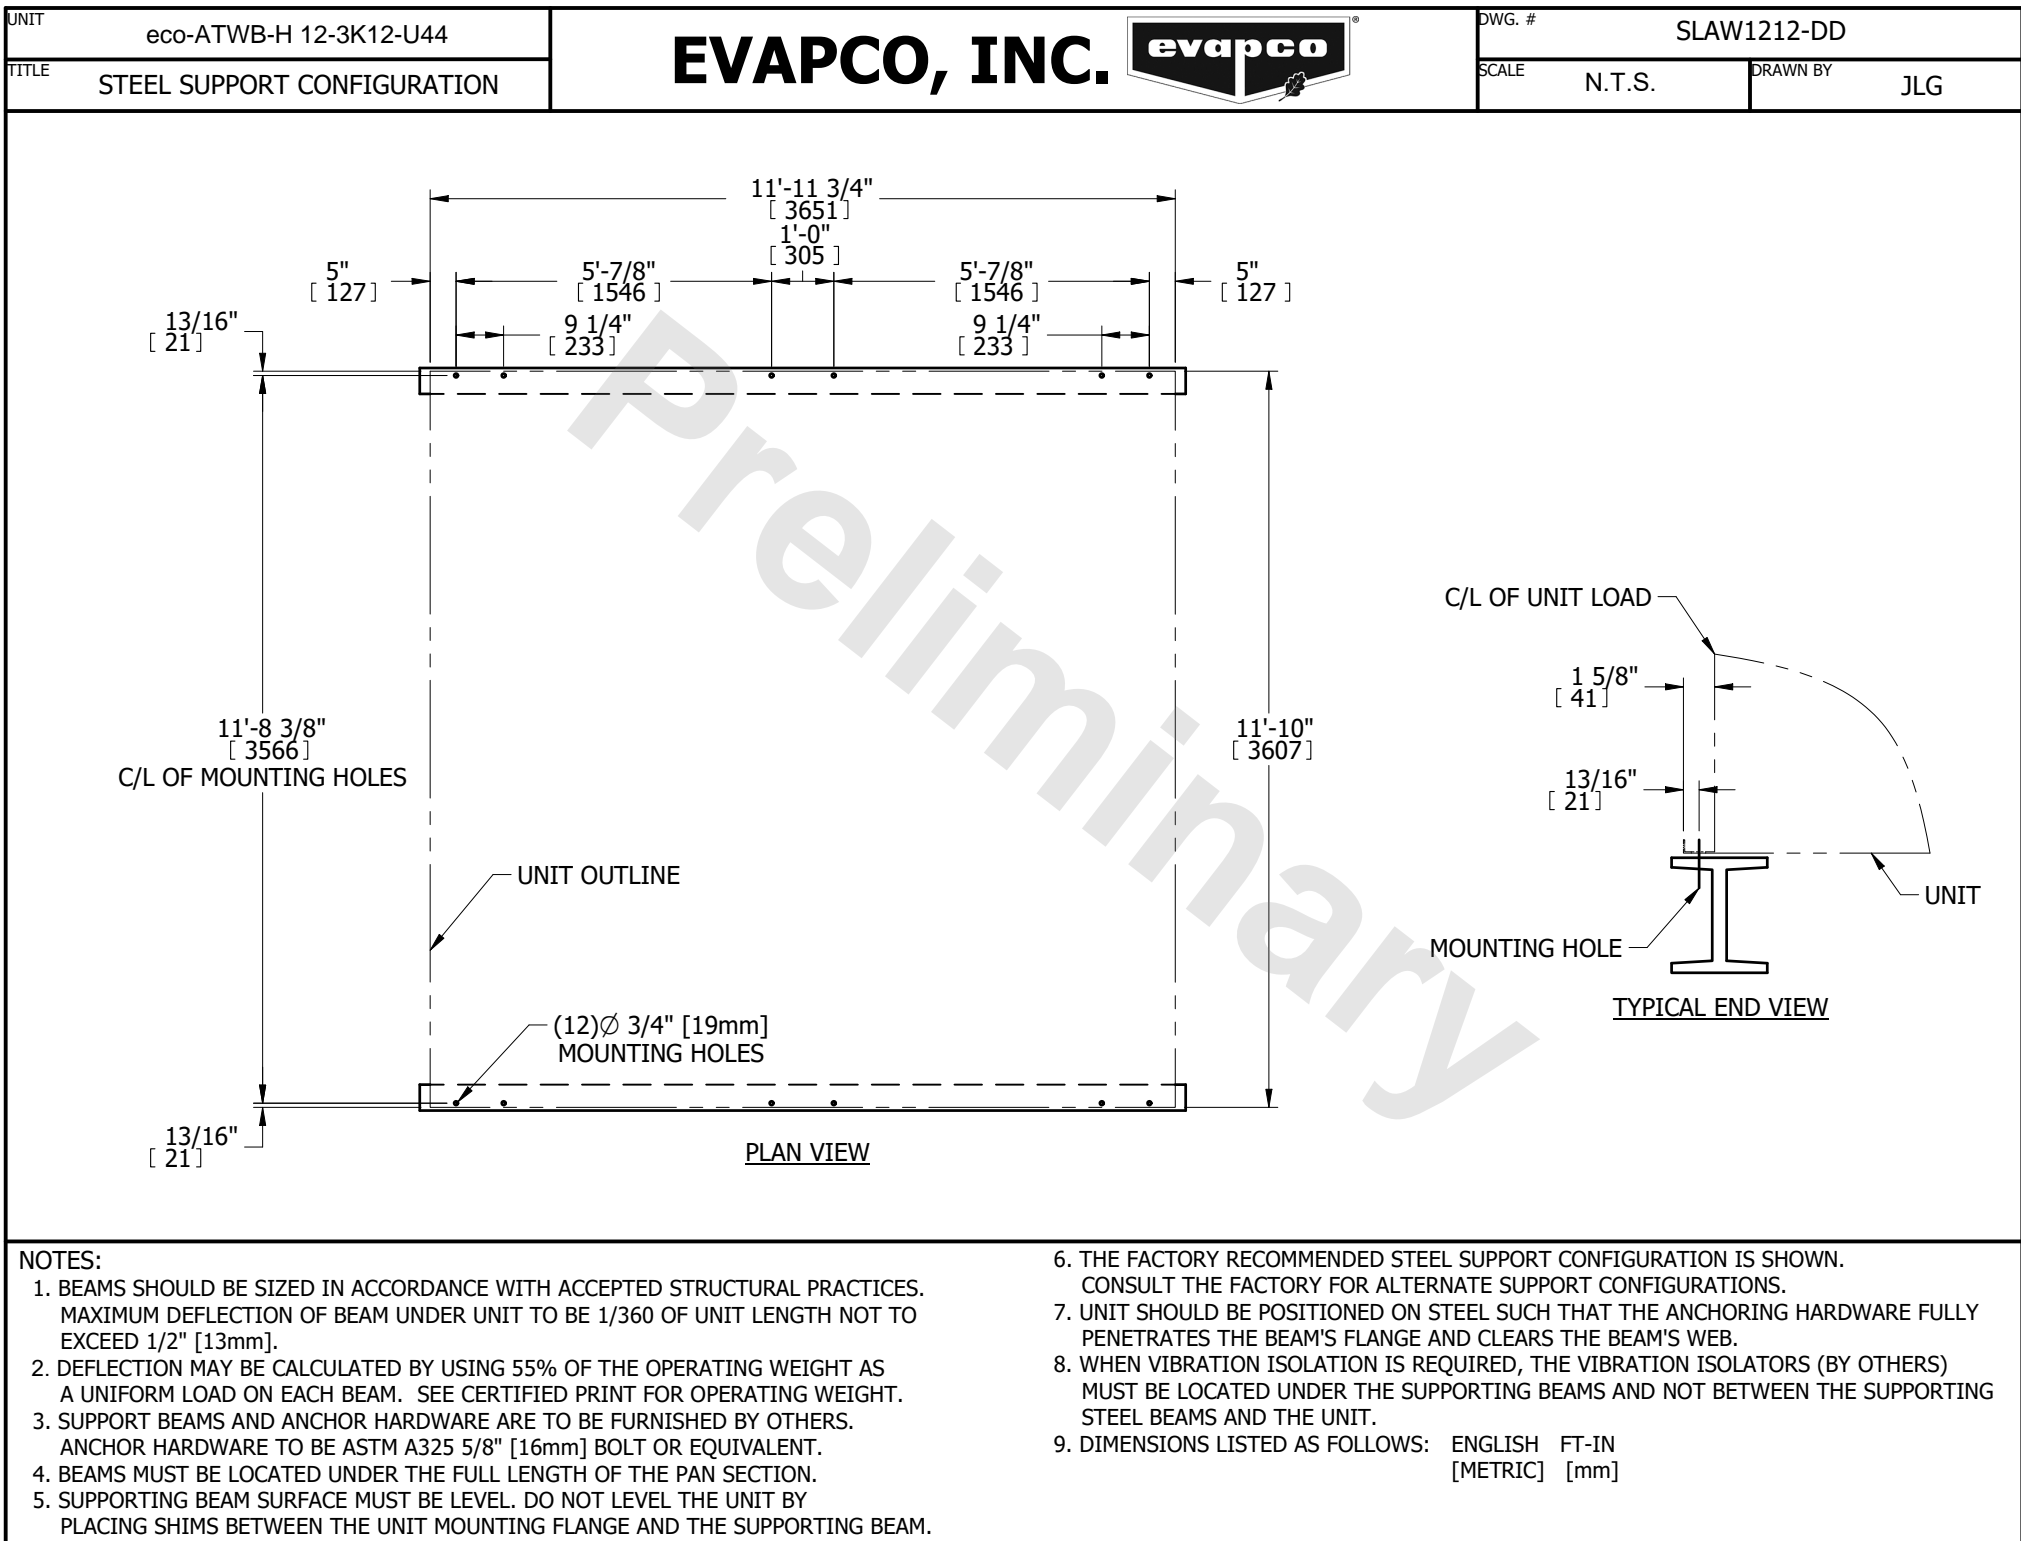 UNIT
eco-ATWB-H 12-3K12-U44
TITLE
STEEL SUPPORT CONFIGURATION
EVAPCO, INC.
evapco
®
DWG. #
SLAW1212-DD
SCALE
N.T.S.
DRAWN BY
JLG
11'-11 3/4"
[ 3651]
1'-0"
[ 305 ]
5"
[ 127]
5'-7/8"
[ 1546 ]
5'-7/8"
[ 1546 ]
5"
[ 127 ]
13/16"
[ 21]
9 1/4"
[ 233]
9 1/4"
[ 233 ]
Preliminary
11'-8 3/8"
[ 3566]
C/L OF MOUNTING HOLES
11'-10"
[ 3607]
UNIT OUTLINE
(12)∅ 3/4" [19mm]
MOUNTING HOLES
13/16"
[ 21]
PLAN VIEW
C/L OF UNIT LOAD
1 5/8"
[ 41]
13/16"
[ 21]
UNIT
MOUNTING HOLE
TYPICAL END VIEW
NOTES:
1. BEAMS SHOULD BE SIZED IN ACCORDANCE WITH ACCEPTED STRUCTURAL PRACTICES.
MAXIMUM DEFLECTION OF BEAM UNDER UNIT TO BE 1/360 OF UNIT LENGTH NOT TO
EXCEED 1/2" [13mm].
2. DEFLECTION MAY BE CALCULATED BY USING 55% OF THE OPERATING WEIGHT AS
A UNIFORM LOAD ON EACH BEAM. SEE CERTIFIED PRINT FOR OPERATING WEIGHT.
3. SUPPORT BEAMS AND ANCHOR HARDWARE ARE TO BE FURNISHED BY OTHERS.
ANCHOR HARDWARE TO BE ASTM A325 5/8" [16mm] BOLT OR EQUIVALENT.
4. BEAMS MUST BE LOCATED UNDER THE FULL LENGTH OF THE PAN SECTION.
5. SUPPORTING BEAM SURFACE MUST BE LEVEL. DO NOT LEVEL THE UNIT BY
PLACING SHIMS BETWEEN THE UNIT MOUNTING FLANGE AND THE SUPPORTING BEAM.
6. THE FACTORY RECOMMENDED STEEL SUPPORT CONFIGURATION IS SHOWN.
CONSULT THE FACTORY FOR ALTERNATE SUPPORT CONFIGURATIONS.
7. UNIT SHOULD BE POSITIONED ON STEEL SUCH THAT THE ANCHORING HARDWARE FULLY
PENETRATES THE BEAM'S FLANGE AND CLEARS THE BEAM'S WEB.
8. WHEN VIBRATION ISOLATION IS REQUIRED, THE VIBRATION ISOLATORS (BY OTHERS)
MUST BE LOCATED UNDER THE SUPPORTING BEAMS AND NOT BETWEEN THE SUPPORTING
STEEL BEAMS AND THE UNIT.
9. DIMENSIONS LISTED AS FOLLOWS: ENGLISH FT-IN
[METRIC] [mm]